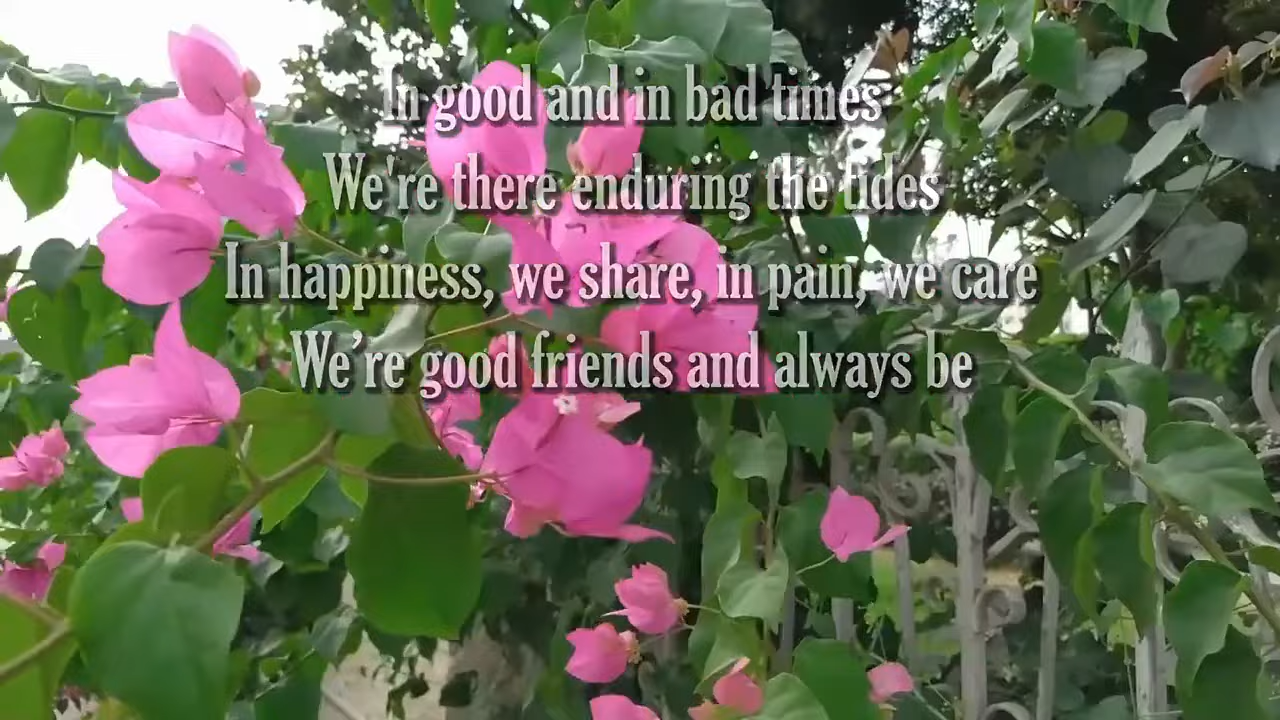 In good and in bad times
We're there enduring the tides
In happiness, we share, in pain, we care
We’re good friends and always be